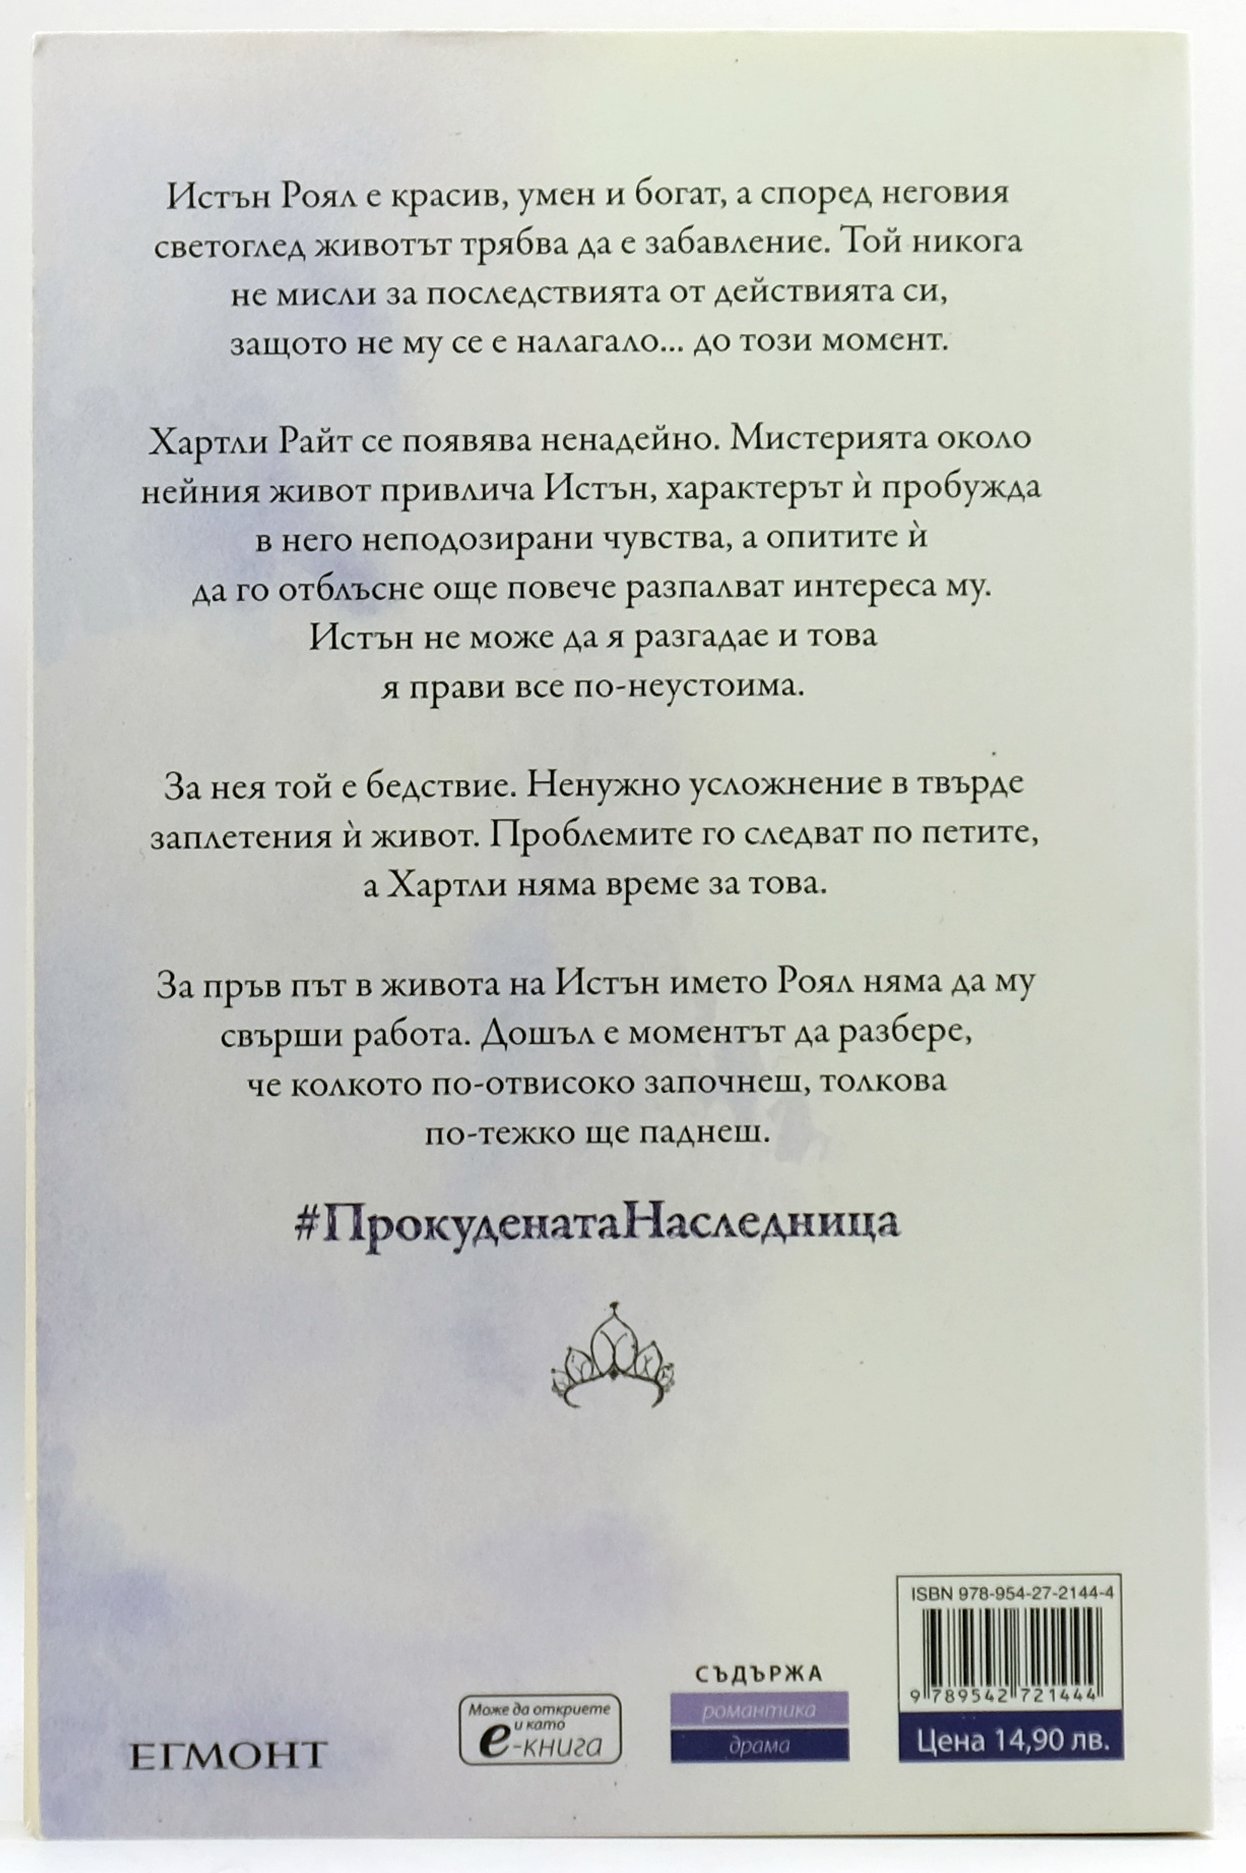 Истън Роял е красив, умен и богат, а според неговия
светоглед животът трябва да е забавление. Той никога
не мисли за последствията от действията си,
защото не му се е налагало... до този момент.
Хартли Райт се появява ненадейно. Мистерията около
нейния живот привлича Истън, характерът ѝ пробужда
в него неподозирани чувства, а опитите ѝ
да го отблъсне още повече разпалват интереса му.
Истън не може да я разгадае и това
я прави все по-неустоима.
За нея той е бедствие. Ненужно усложнение в твърде
заплетения ѝ живот. Проблемите го следват по петите,
а Хартли няма време за това.
За пръв път в живота на Истън името Роял няма да му
свърши работа. Дошъл е моментът да разбере,
че колкото по-отвисоко започнеш, толкова
по-тежко ще паднеш.
#ПрокуденатаНаследница
ЕГМОНТ
Може да откриете
и като
е-книга
СЪДЪРЖА
романтика
драма
ISBN 978-954-27-2144-4
9 789542 721444
Цена 14,90 лв.